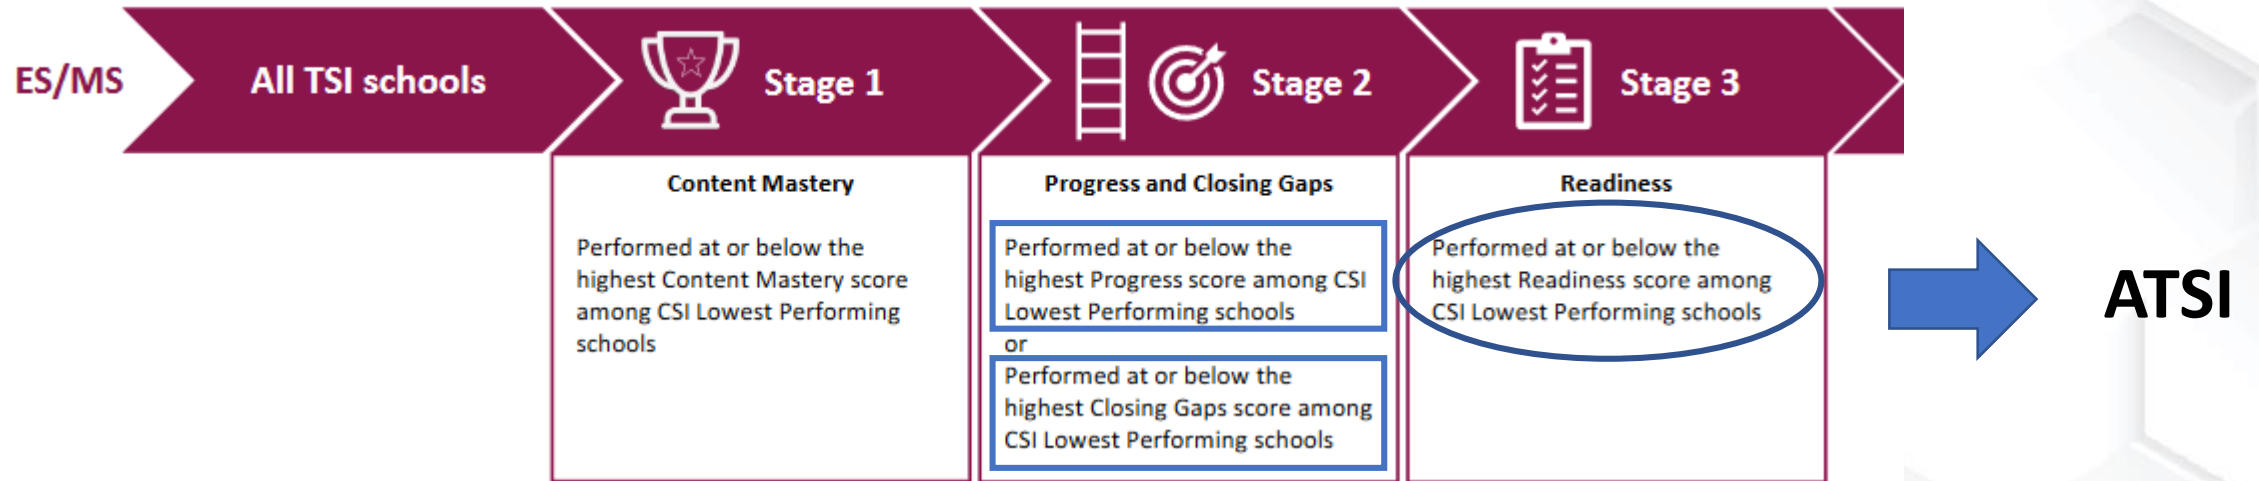 ES/MS
All TSI schools
Stage 1
Stage 2
Stage 3
Content Mastery
Performed at or below the
highest Content Mastery score
among CSI Lowest Performing
schools
Progress and Closing Gaps
Performed at or below the
highest Progress score among CSI
Lowest Performing schools
or
Performed at or below the
highest Closing Gaps score among
CSI Lowest Performing schools
Readiness
Performed at or below the
highest Readiness score among
CSI Lowest Performing schools
ATSI